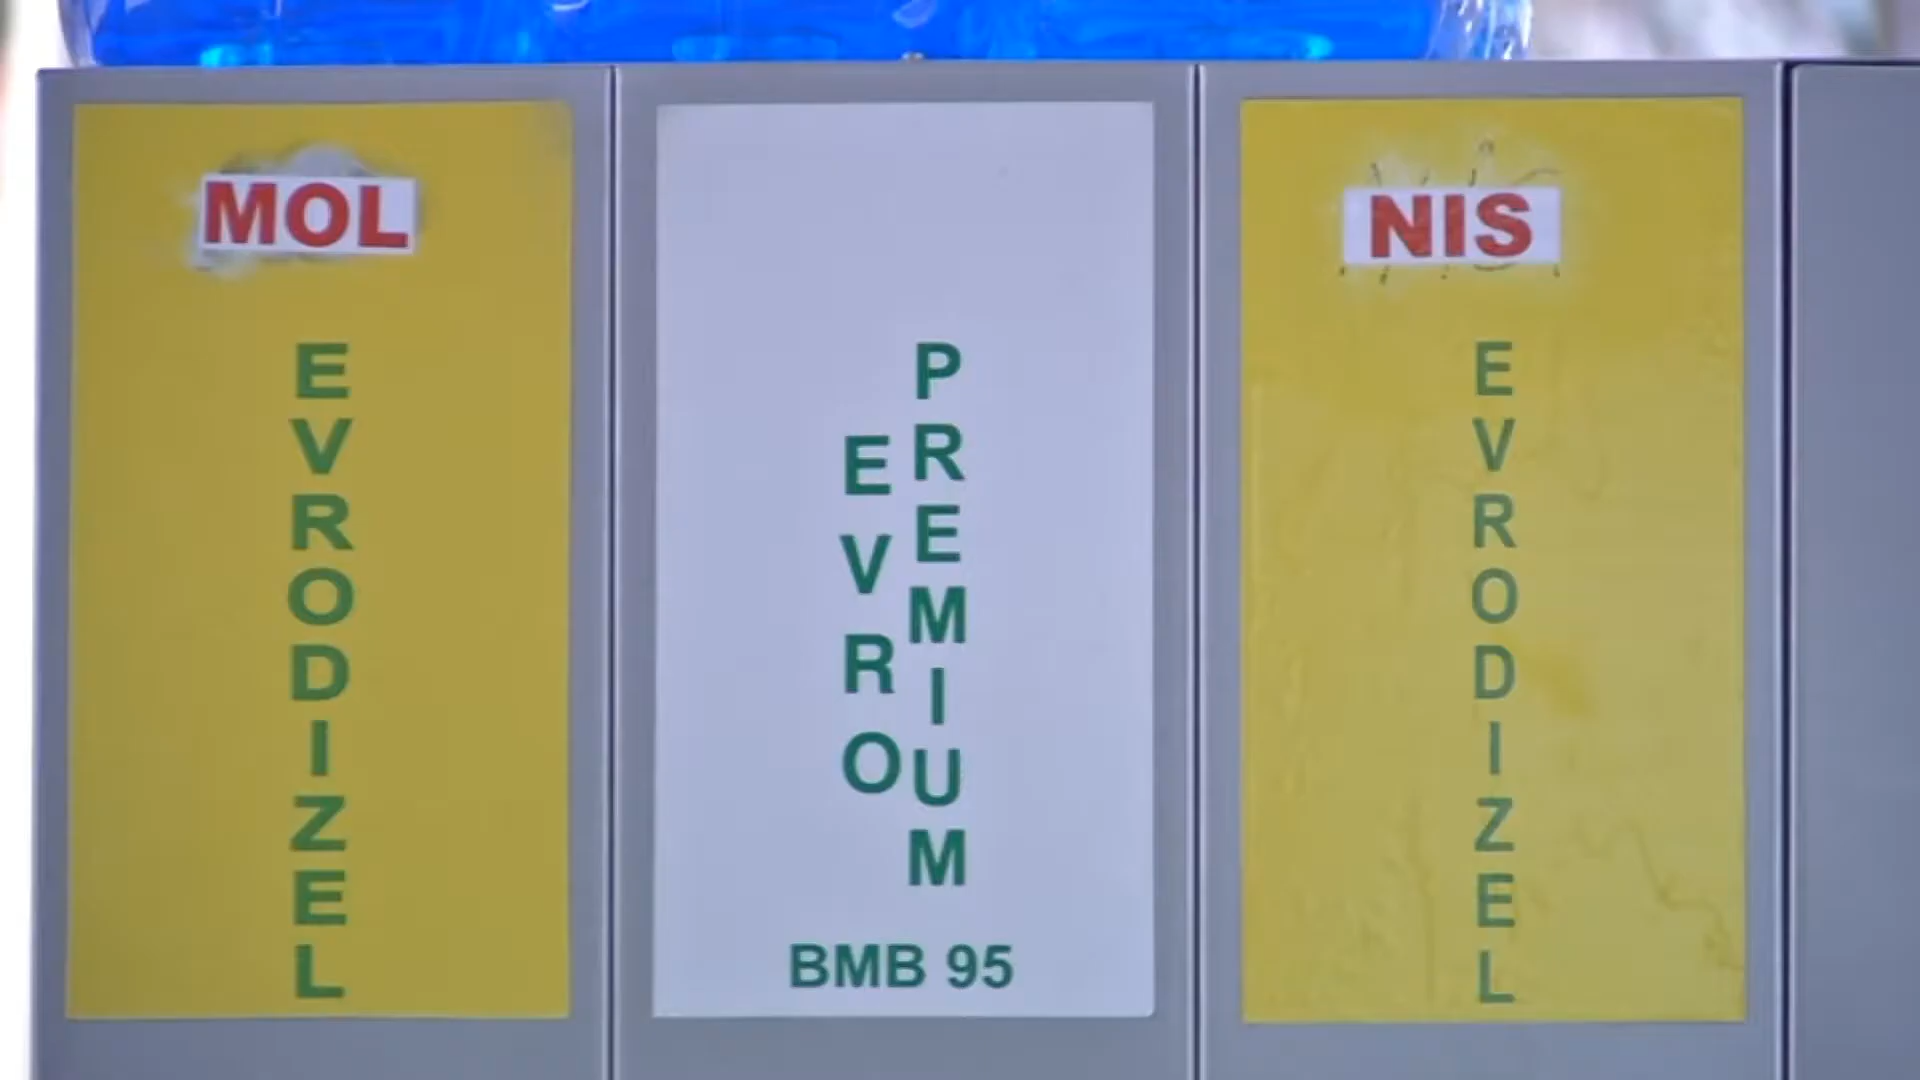 MOL
EVRODIZEL
EVRO
PREMIUM
BMB 95
NIS
EVRODIZEL